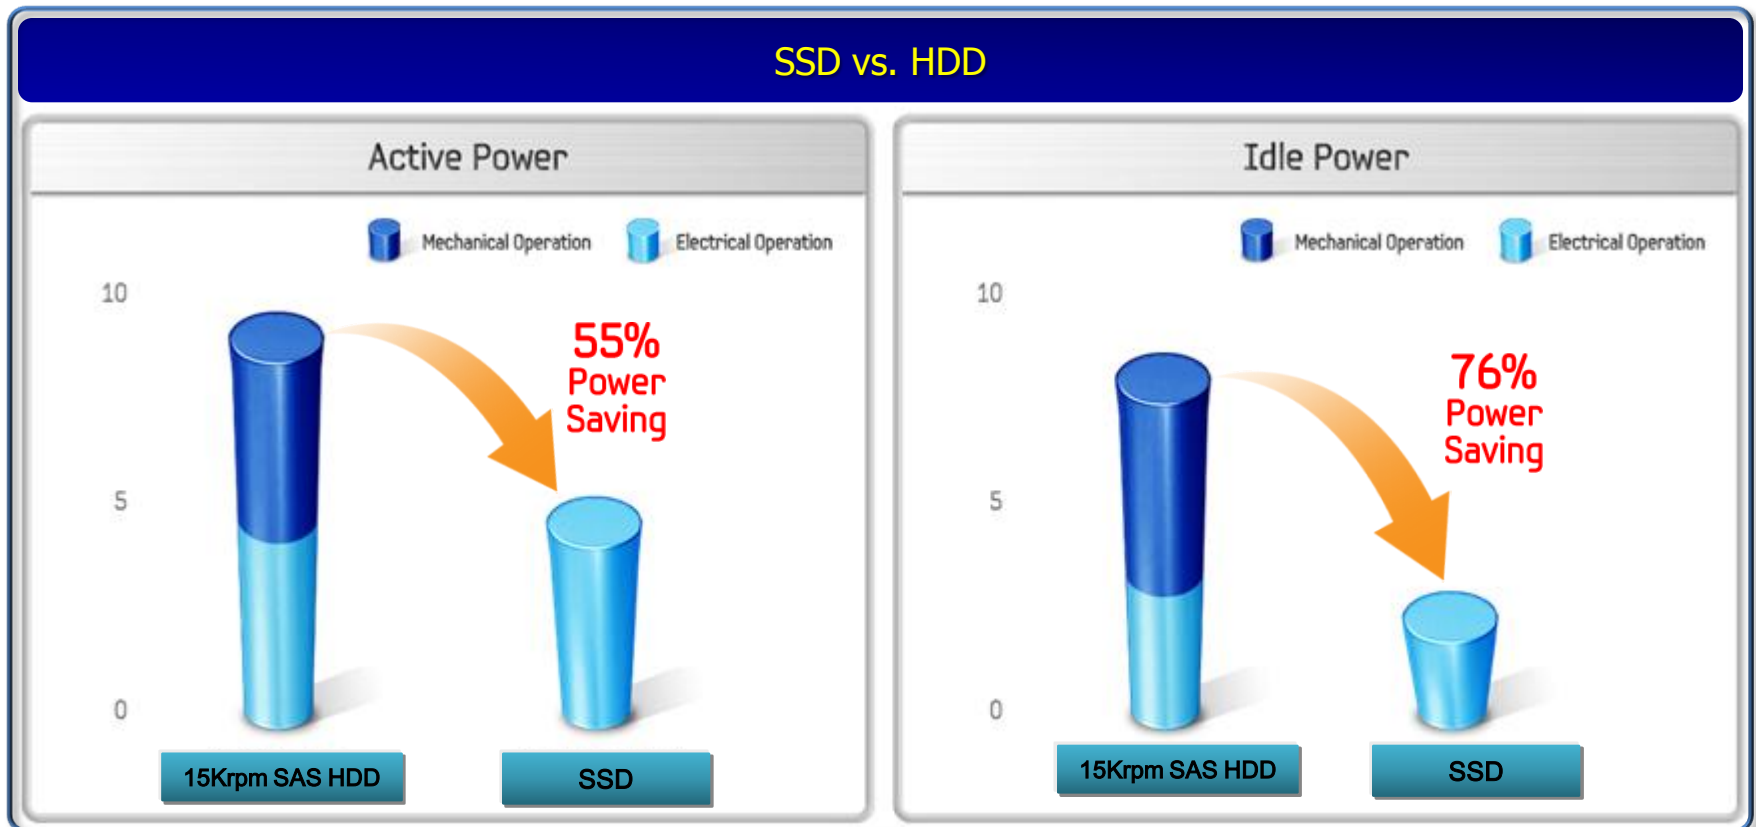 SSD vs. HDD
Active Power
Mechanical Operation
Electrical Operation
10
55%
Power
Saving
5
0
15Krpm SAS HDD
SSD
Idle Power
Mechanical Operation
Electrical Operation
10
76%
Power
Saving
5
0
15Krpm SAS HDD
SSD